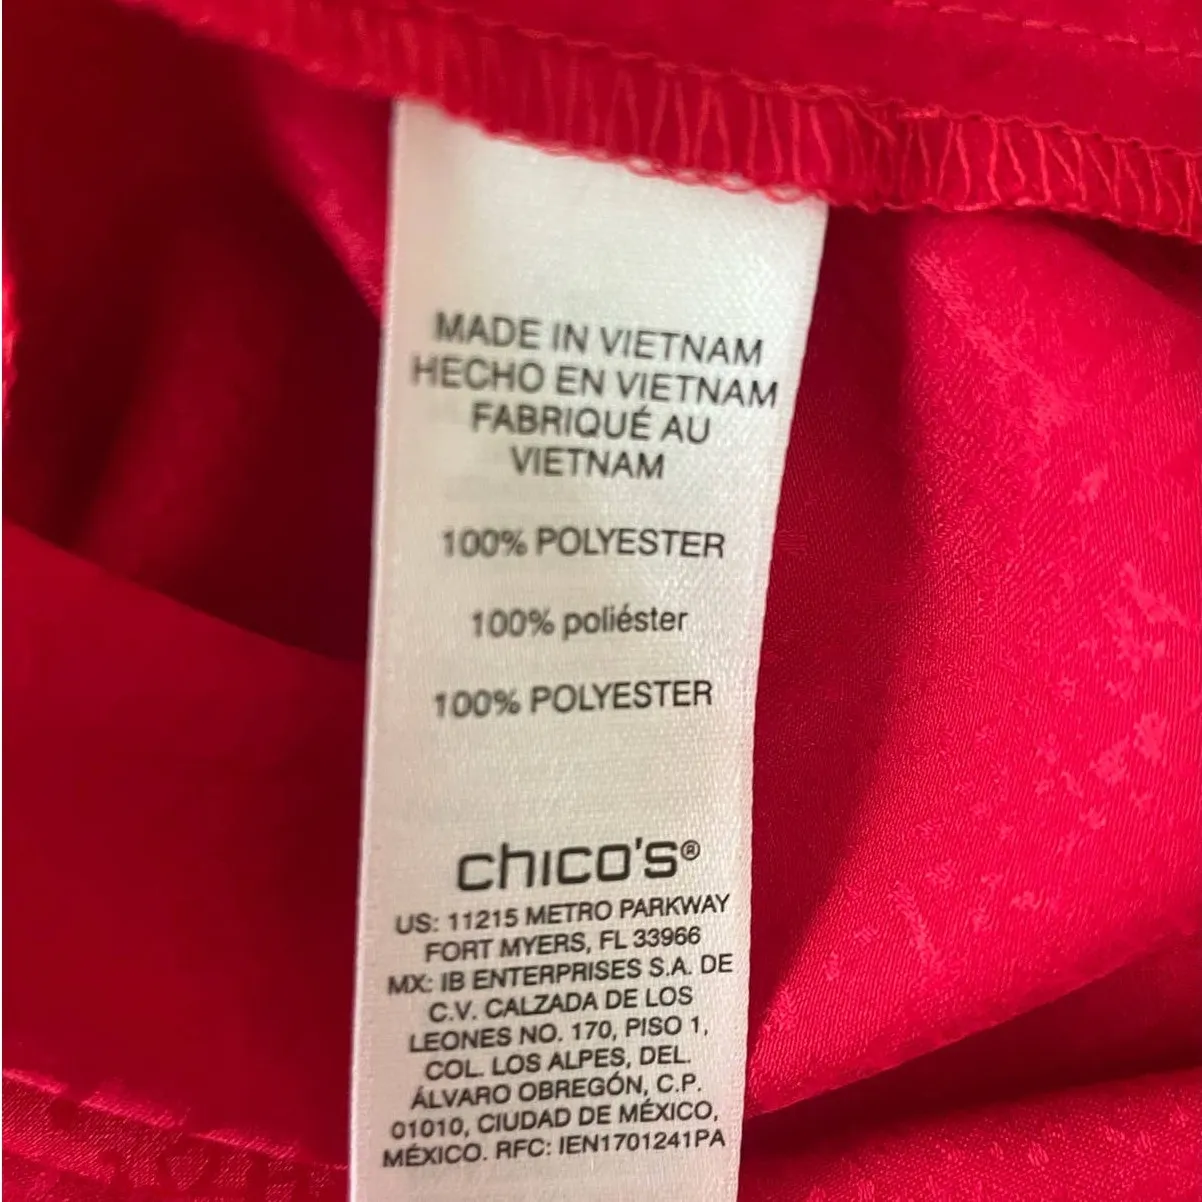 MADE IN VIETNAM
HECHO EN VIETNAM
FABRIQUÉ AU
VIETNAM
100% POLYESTER
100% poliéster
100% POLYESTER
chico's®
US: 11215 METRO PARKWAY
FORT MYERS, FL 33966
MX: IB ENTERPRISES S.A. DE
C.V. CALZADA DE LOS
LEONES NO. 170, PISO 1,
COL. LOS ALPES, DEL.
ÁLVARO OBREGÓN, C.P.
01010, CIUDAD DE MÉXICO,
MÉXICO. RFC: IEN1701241PA